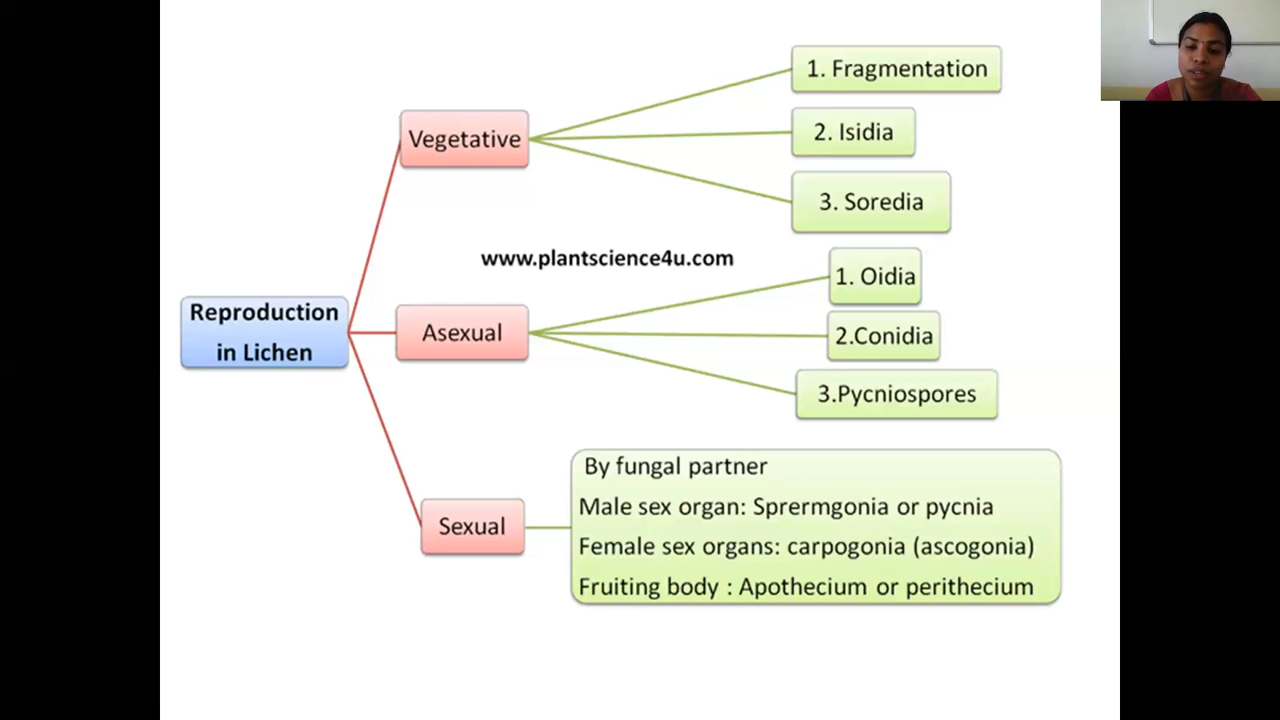 1. Fragmentation
Vegetative
2. Isidia
3. Soredia
www.plantscience4u.com
1. Oidia
Reproduction
in Lichen
Asexual
2.Conidia
3.Pycniospores
By fungal partner
Male sex organ: Sprermgonia or pycnia
Sexual
Female sex organs: carpogonia (ascogonia)
Fruiting body : Apothecium or perithecium